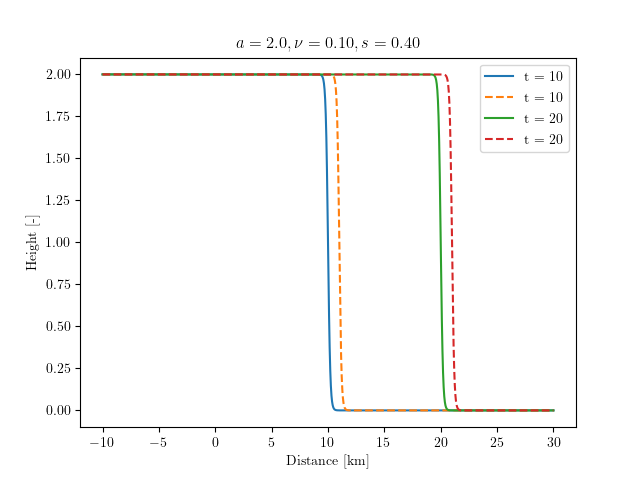 a = 2.0, ν = 0.10, s = 0.40
2.00
1.75
1.50
1.25
1.00
0.75
0.50
0.25
0.00
Height [-]
t = 10
t = 10
t = 20
t = 20
−10 −5 0 5 10 15 20 25 30
Distance [km]